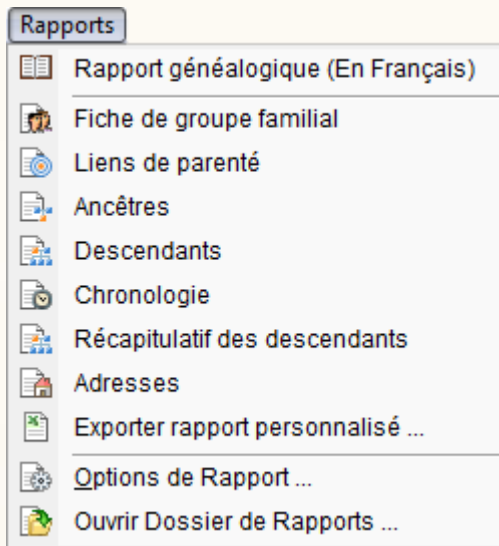 Rapports
Rapport généalogique (En Français)
Fiche de groupe familial
Liens de parenté
Ancêtres
Descendants
Chronologie
Récapitulatif des descendants
Adresses
Exporter rapport personnalisé ...
Options de Rapport ...
Ouvrir Dossier de Rapports ...